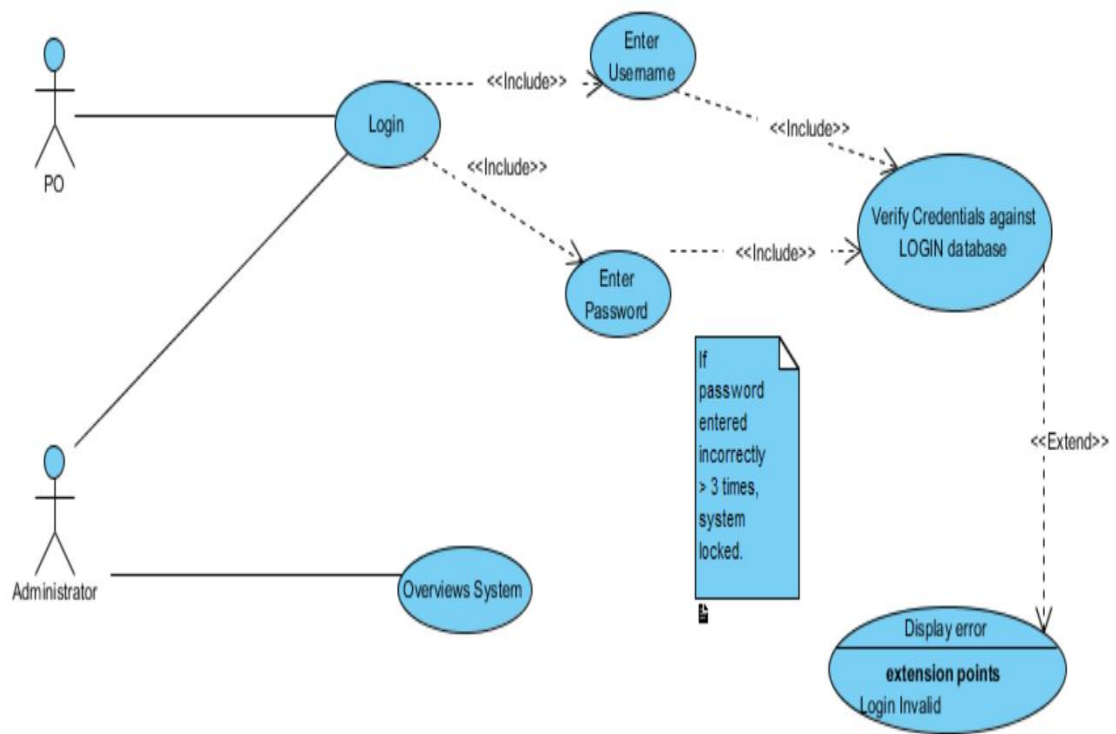 Enter
Username
<<Include>>
Login
<<Include>>
PO
<<Include>>
Verify Credentials against
LOGIN database
<<Include>>
Enter
Password
If
password
entered
incorrectly
> 3 times,
system
locked.
<<Extend>>
Administrator
Overviews System
Display error
extension points
Login Invalid